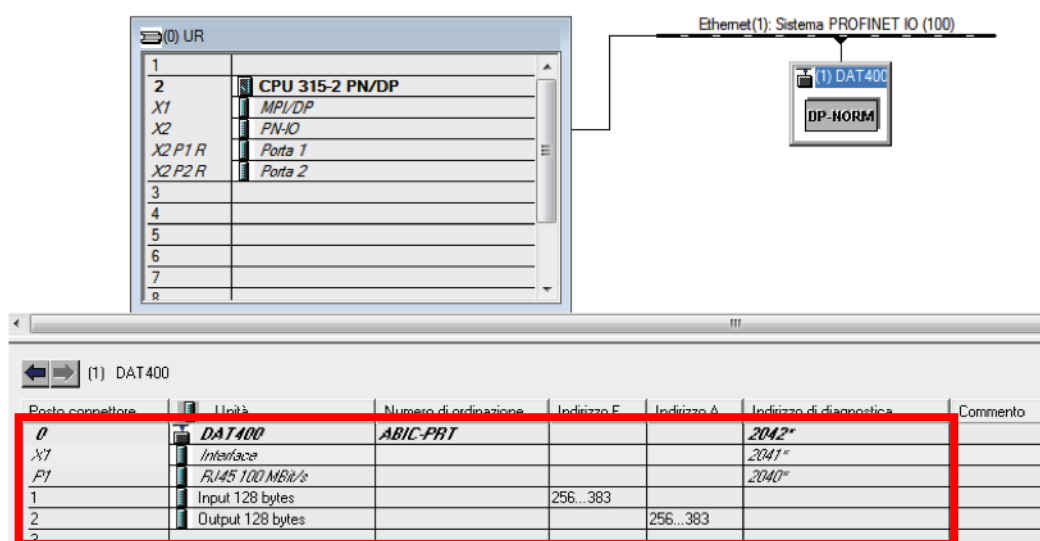 Ethernet(1): Sistema PROFINET IO (100)
(0) UR
1
2 CPU 315-2 PN/DP
X1 MPI/DP
X2 PN-IO
X2 P1 R Porta 1
X2 P2 R Porta 2
3
4
5
6
7
8
(1) DAT400
DP-NORM
(1) DAT400
Posto connettore Unità Numero di ordinazione Indirizzo E Indirizzo A Indirizzo di diagnostica Commento
0 DAT400 ABIC-PRT 2042*
X1 Interface 2041*
P1 RJ45 100 MBit/s 2040*
1 Input 128 bytes 256...383
2 Output 128 bytes 256...383
3